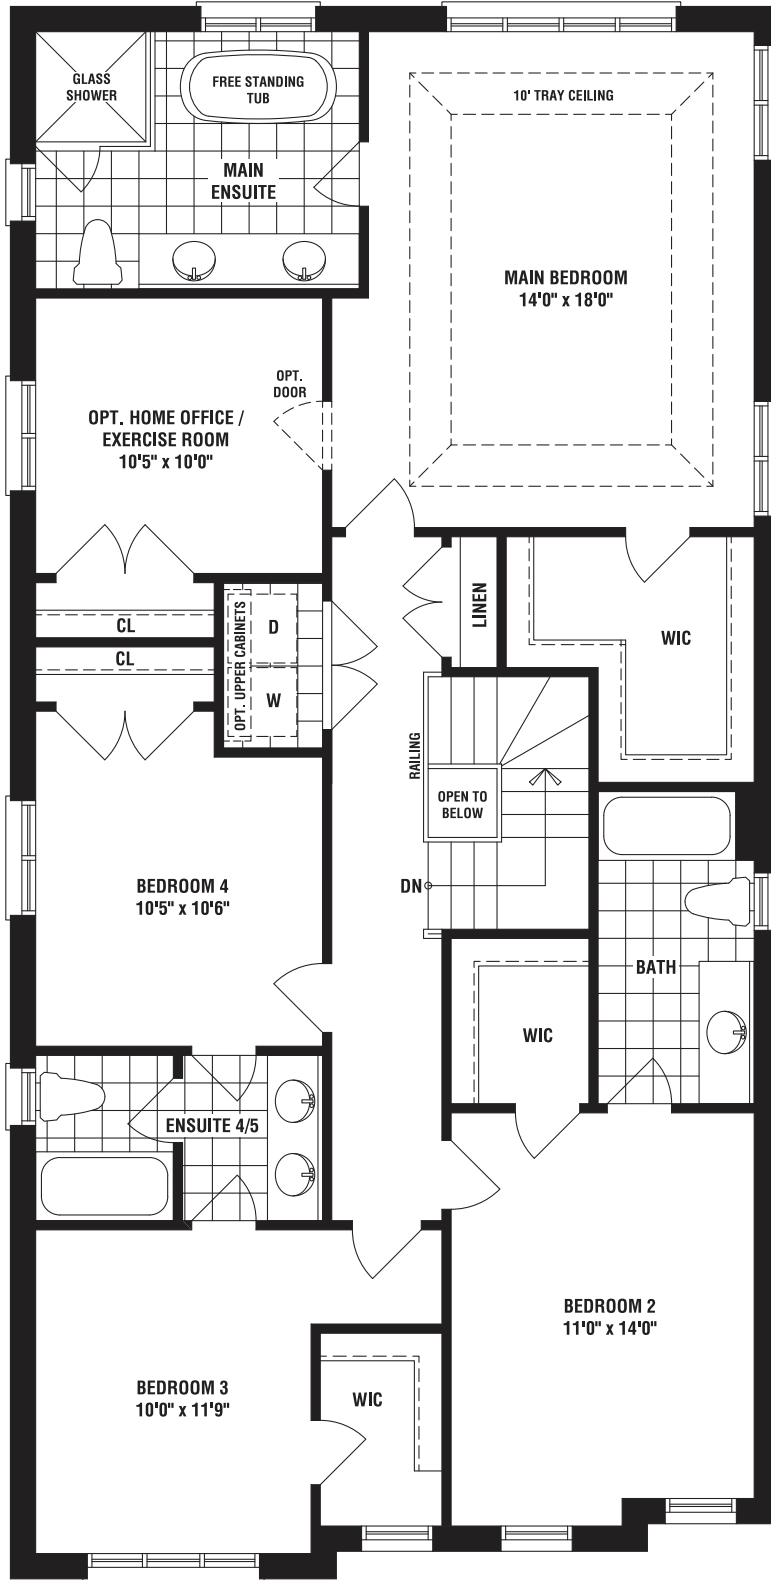 GLASS
SHOWER
FREE STANDING
TUB
10' TRAY CEILING
MAIN
ENSUITE
MAIN BEDROOM
14'0" x 18'0"
OPT.
DOOR
OPT. HOME OFFICE /
EXERCISE ROOM
10'5" x 10'0"
CL
CL
OPT. UPPER CABINETS
D
W
LINEN
WIC
RAILING
OPEN TO
BELOW
DN
BEDROOM 4
10'5" x 10'6"
BATH
WIC
ENSUITE 4/5
BEDROOM 2
11'0" x 14'0"
BEDROOM 3
10'0" x 11'9"
WIC